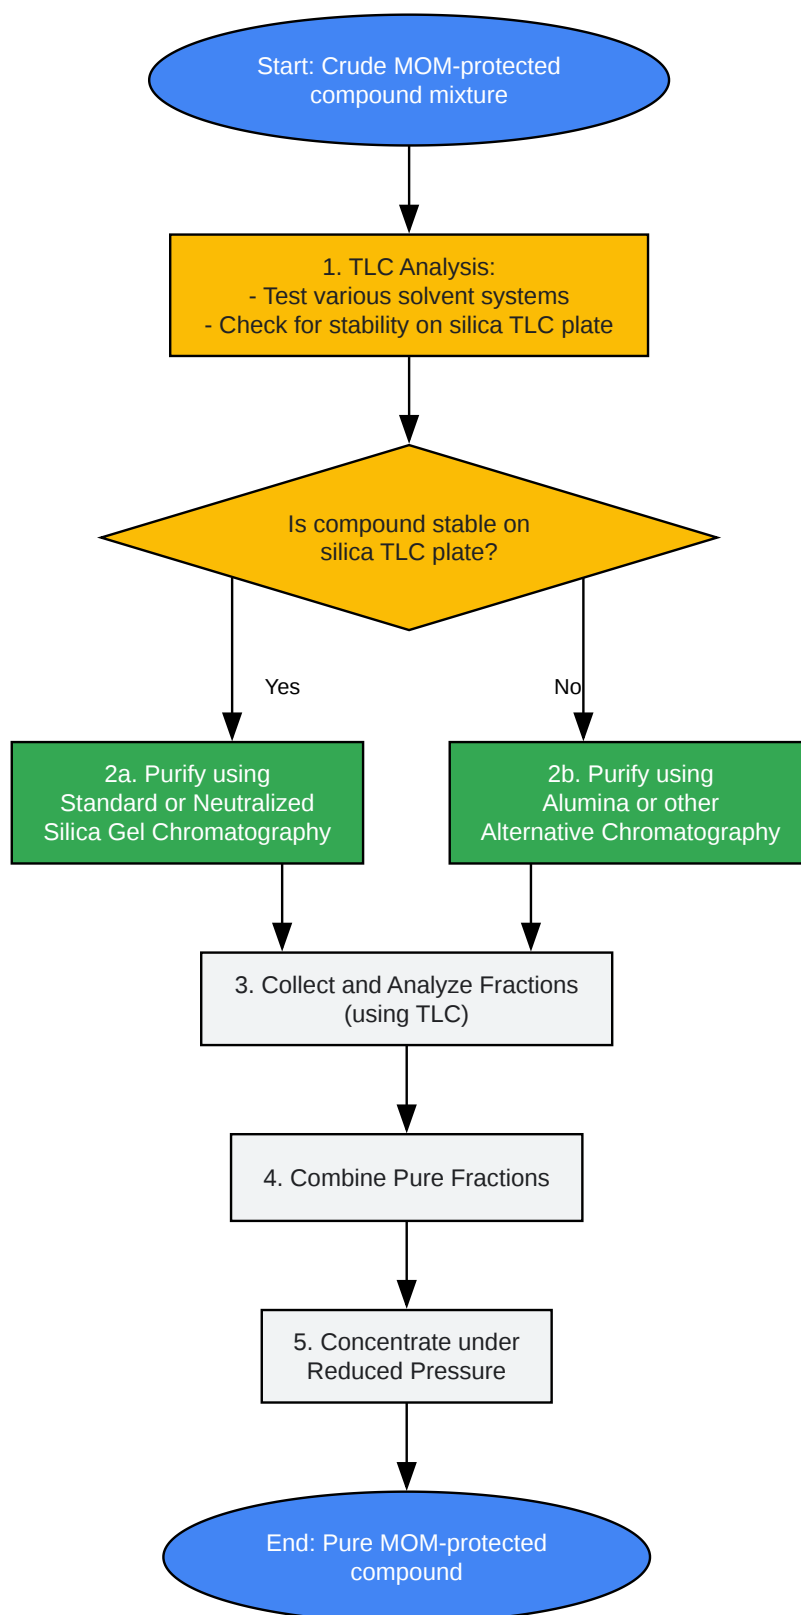 Start: Crude MOM-protected
compound mixture
1. TLC Analysis:
- Test various solvent systems
- Check for stability on silica TLC plate
Is compound stable on
silica TLC plate?
Yes
No
2a. Purify using
Standard or Neutralized
Silica Gel Chromatography
2b. Purify using
Alumina or other
Alternative Chromatography
3. Collect and Analyze Fractions
(using TLC)
4. Combine Pure Fractions
5. Concentrate under
Reduced Pressure
End: Pure MOM-protected
compound